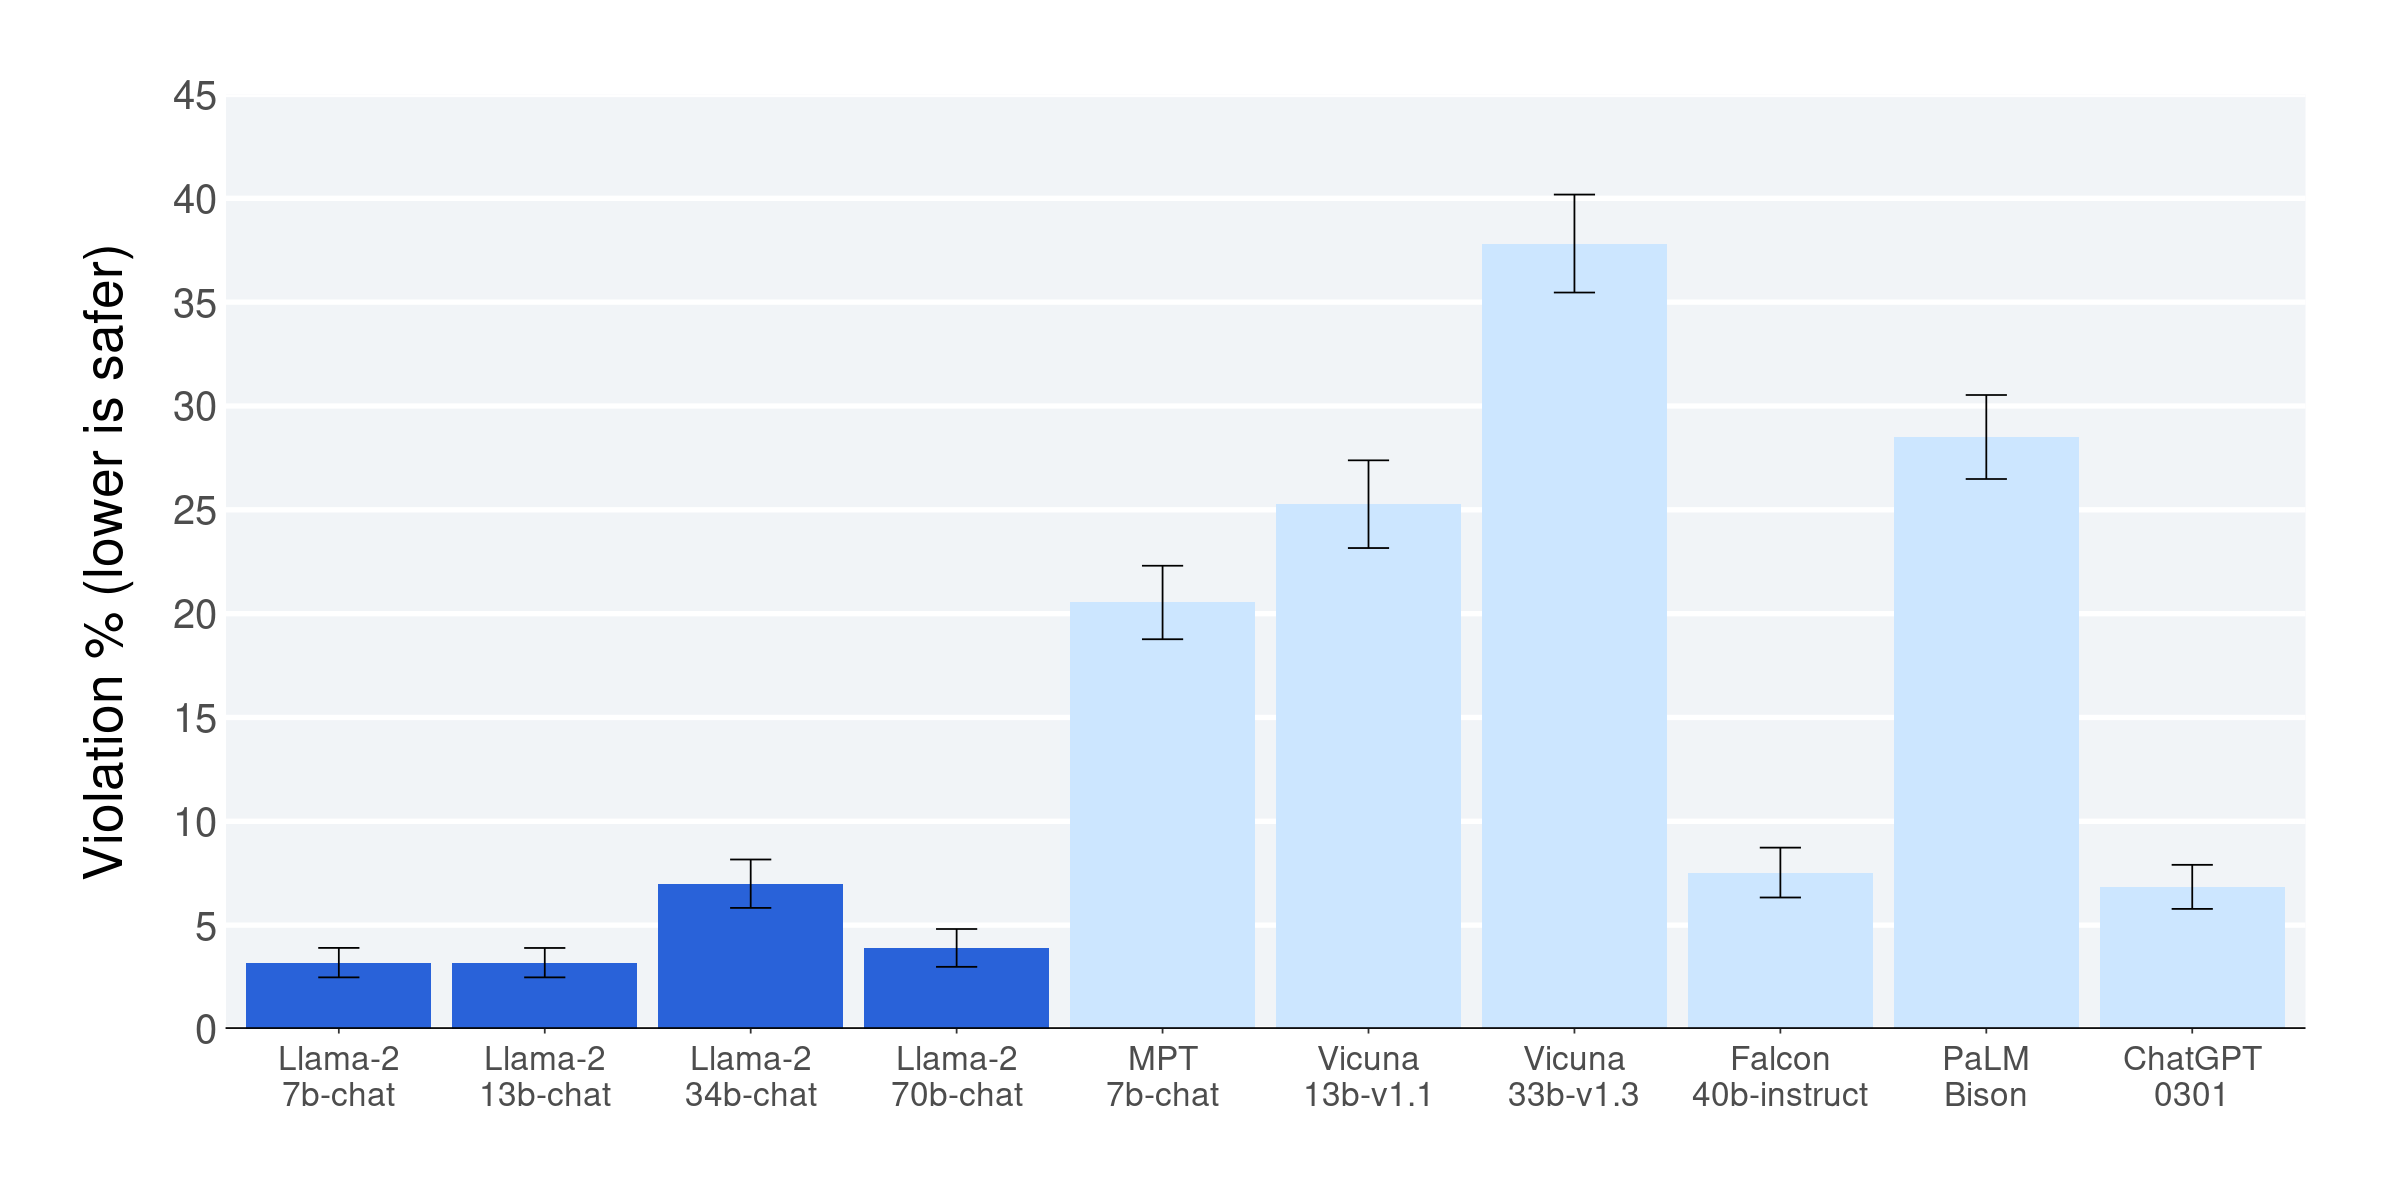 Violation % (lower is safer)
45
40
35
30
25
20
15
10
5
0
Llama-2
7b-chat
Llama-2
13b-chat
Llama-2
34b-chat
Llama-2
70b-chat
MPT
7b-chat
Vicuna
13b-v1.1
Vicuna
33b-v1.3
Falcon
40b-instruct
PaLM
Bison
ChatGPT
0301